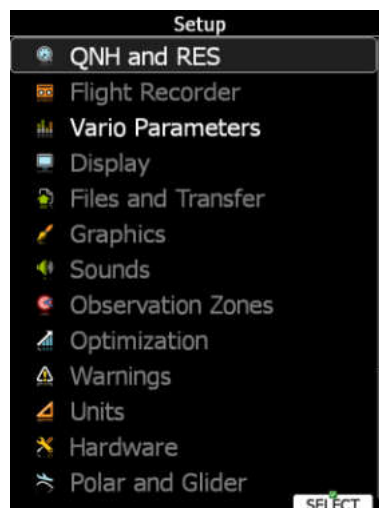 Setup
QNH and RES
Flight Recorder
Vario Parameters
Display
Files and Transfer
Graphics
Sounds
Observation Zones
Optimization
Warnings
Units
Hardware
Polar and Glider
SELECT